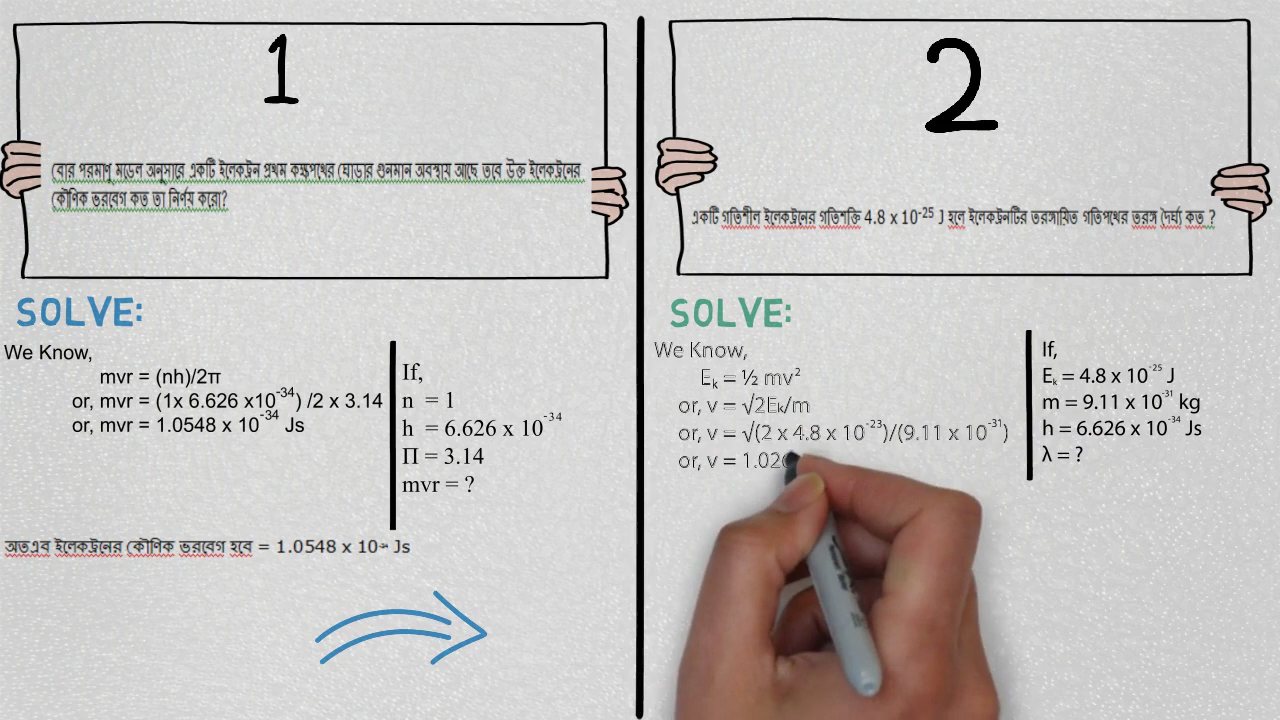 1
বোর পরমাণু মডেল অনুসারে একটি ইলেকট্রন প্রথম কক্ষপথের ঘোড়ার গুনমান অবস্থায় আছে তবে উক্ত ইলেকট্রনের
কৌণিক ভরবেগ কত তা নির্ণয় করো?
SOLVE:
We Know,
mvr = (nh)/2π
or, mvr = (1x 6.626 x10⁻³⁴) /2 x 3.14
or, mvr = 1.0548 x 10⁻³⁴ Js
If,
n = 1
h = 6.626 x 10⁻³⁴
Π = 3.14
mvr = ?
অতএব ইলেকট্রনের কৌণিক ভরবেগ হবে = 1.0548 x 10⁻³⁴ Js
2
একটি গতিশীল ইলেকট্রনের গতিশক্তি 4.8 x 10⁻²⁵ J হলে ইলেকট্রনটির তরঙ্গায়িত গতিপথের তরঙ্গ দৈর্ঘ্য কত ?
SOLVE:
We Know,
Eₖ = ½ mv²
or, v = √2Eₖ/m
or, v = √(2 x 4.8 x 10⁻²³)/(9.11 x 10⁻³¹)
or, v = 1.02
If,
Eₖ = 4.8 x 10⁻²⁵ J
m = 9.11 x 10⁻³¹ kg
h = 6.626 x 10⁻³⁴ Js
λ = ?